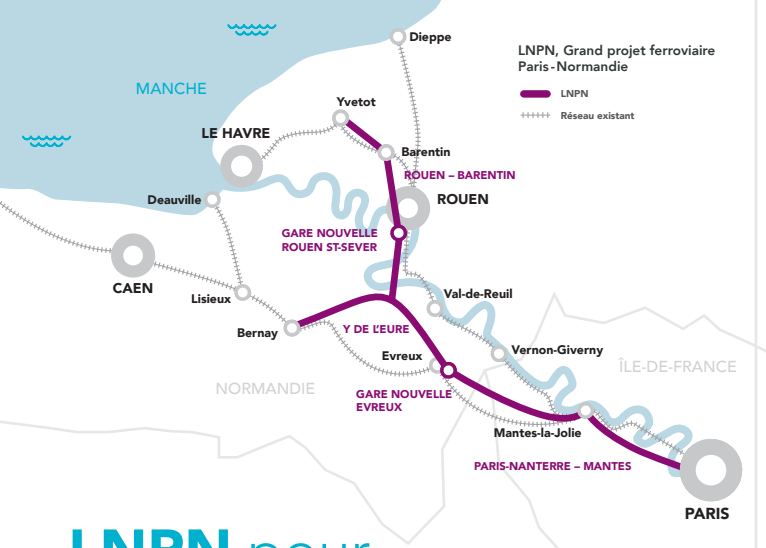 Dieppe
LNPN, Grand projet ferroviaire
Paris-Normandie
LNPN
Réseau existant
MANCHE
Yvetot
LE HAVRE
Barentin
ROUEN – BARENTIN
Deauville
ROUEN
GARE NOUVELLE
ROUEN ST-SEVER
CAEN
Lisieux
Val-de-Reuil
Bernay
Y DE L'EURE
Vernon-Giverny
Evreux
ÎLE-DE-FRANCE
NORMANDIE
GARE NOUVELLE
EVREUX
Mantes-la-Jolie
PARIS-NANTERRE – MANTES
PARIS
LNPN pour